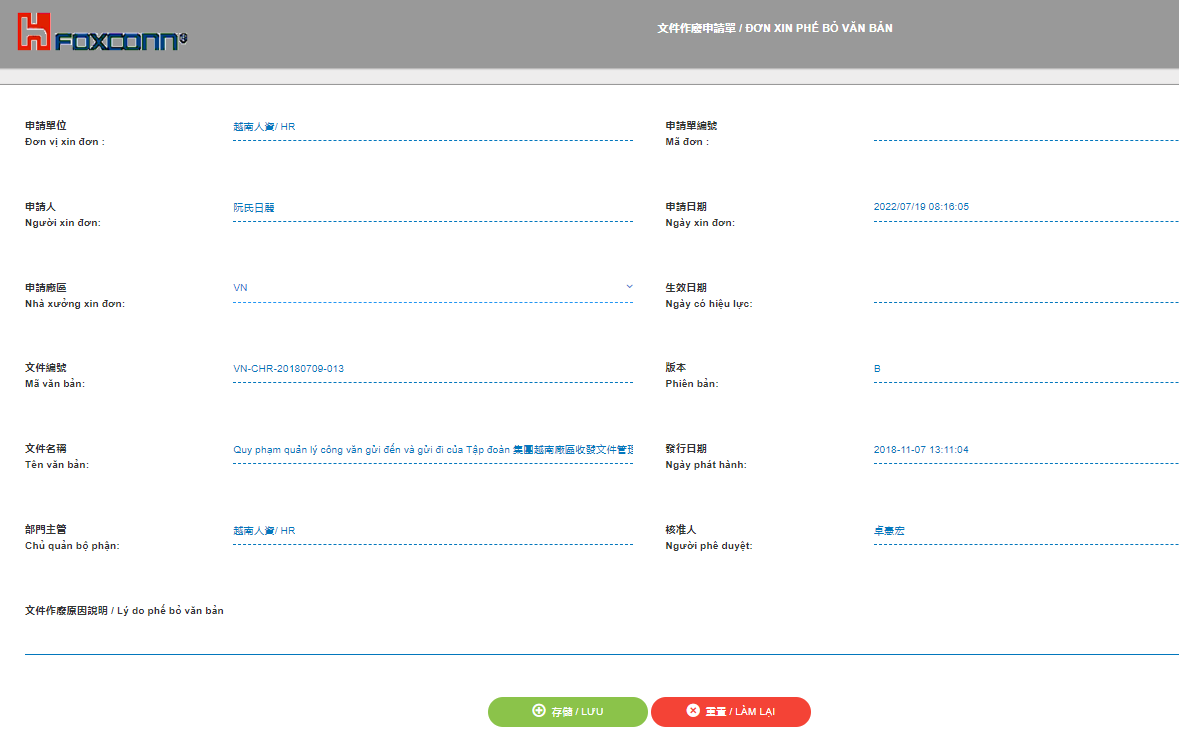 FOXCONN®
文件作廢申請單 / ĐƠN XIN PHẾ BỎ VĂN BẢN
申請單位
Đơn vị xin đơn :
越南人資/ HR
申請單編號
Mã đơn :
申請人
Người xin đơn:
阮氏日麗
申請日期
Ngày xin đơn:
2022/07/19 08:16:05
申請廠區
Nhà xưởng xin đơn:
VN
生效日期
Ngày có hiệu lực:
文件編號
Mã văn bản:
VN-CHR-20180709-013
版本
Phiên bản:
B
文件名稱
Tên văn bản:
Quy phạm quản lý công văn gửi đến và gửi đi của Tập đoàn 集團越南廠區收發文件管
發行日期
Ngày phát hành:
2018-11-07 13:11:04
部門主管
Chủ quản bộ phận:
越南人資/ HR
核准人
Người phê duyệt:
卓憲宏
文件作廢原因說明 / Lý do phế bỏ văn bản
存儲 / LƯU
重置 / LÀM LẠI